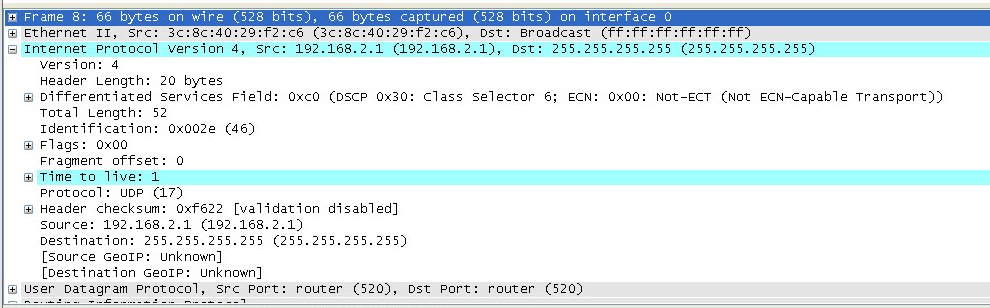 Frame 8: 66 bytes on wire (528 bits), 66 bytes captured (528 bits) on interface 0
Ethernet II, Src: 3c:8c:40:29:f2:c6 (3c:8c:40:29:f2:c6), Dst: Broadcast (ff:ff:ff:ff:ff:ff)
Internet Protocol Version 4, Src: 192.168.2.1 (192.168.2.1), Dst: 255.255.255.255 (255.255.255.255)
Version: 4
Header Length: 20 bytes
Differentiated Services Field: 0xc0 (DSCP 0x30: Class Selector 6; ECN: 0x00: Not-ECT (Not ECN-Capable Transport))
Total Length: 52
Identification: 0x002e (46)
Flags: 0x00
Fragment offset: 0
Time to live: 1
Protocol: UDP (17)
Header checksum: 0xf622 [validation disabled]
Source: 192.168.2.1 (192.168.2.1)
Destination: 255.255.255.255 (255.255.255.255)
[Source GeoIP: Unknown]
[Destination GeoIP: Unknown]
User Datagram Protocol, Src Port: router (520), Dst Port: router (520)
Routing Information Protocol